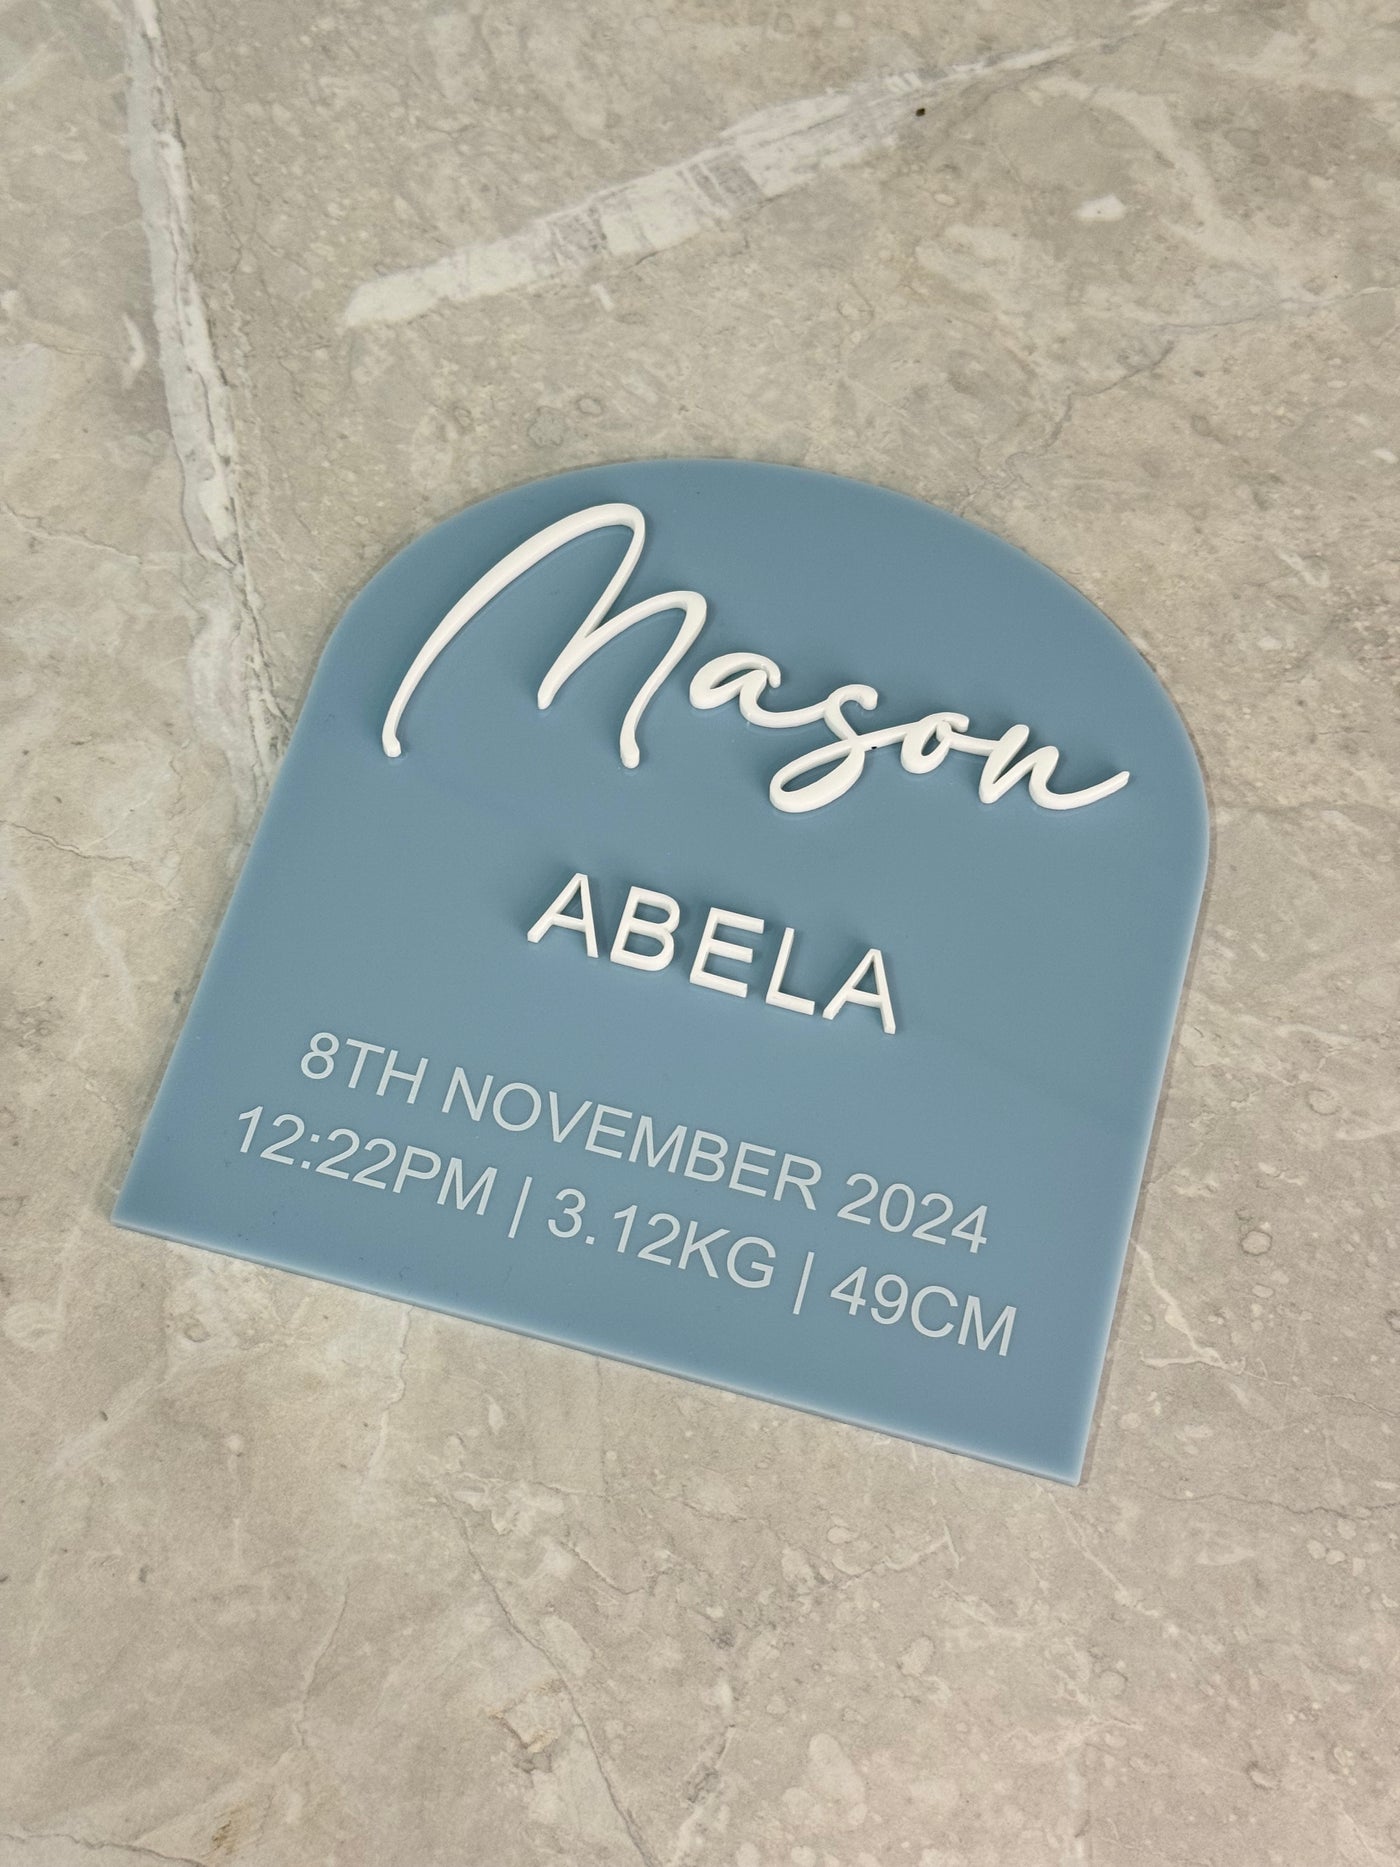 Mason
ABELA
8TH NOVEMBER 2024
12:22PM | 3.12KG | 49CM